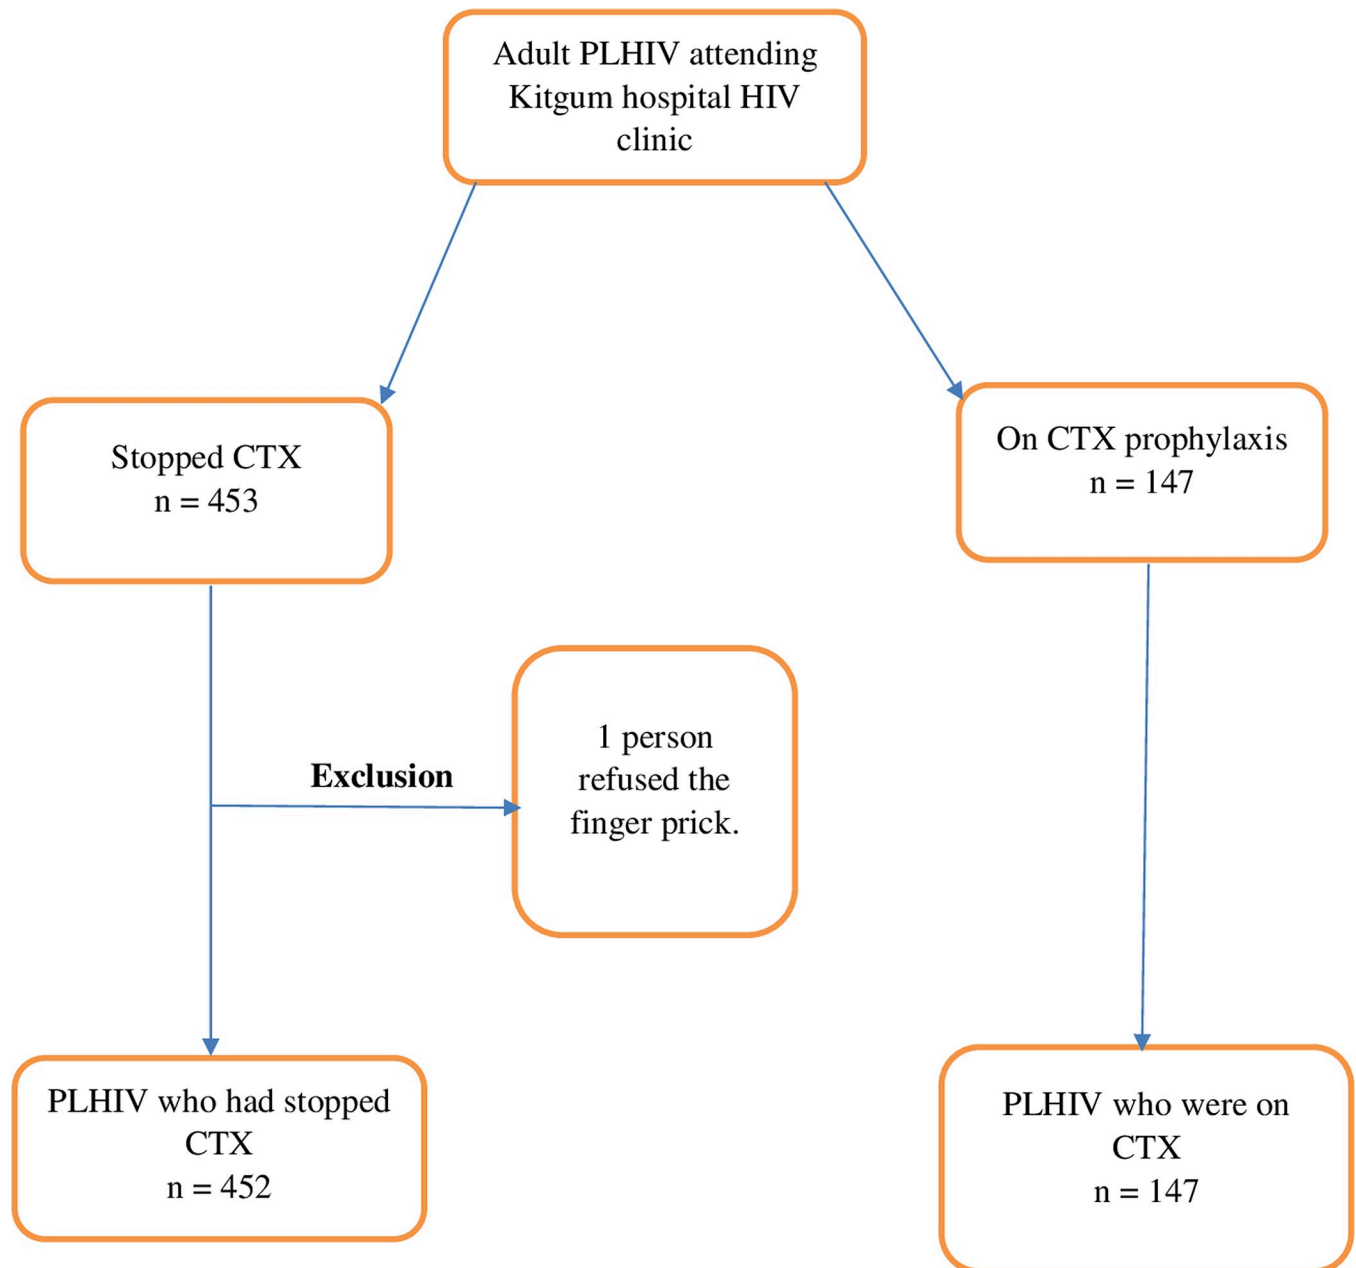 Adult PLHIV attending
Kitgum hospital HIV
clinic
Stopped CTX
n = 453
On CTX prophylaxis
n = 147
Exclusion
1 person
refused the
finger prick.
PLHIV who had stopped
CTX
n = 452
PLHIV who were on
CTX
n = 147